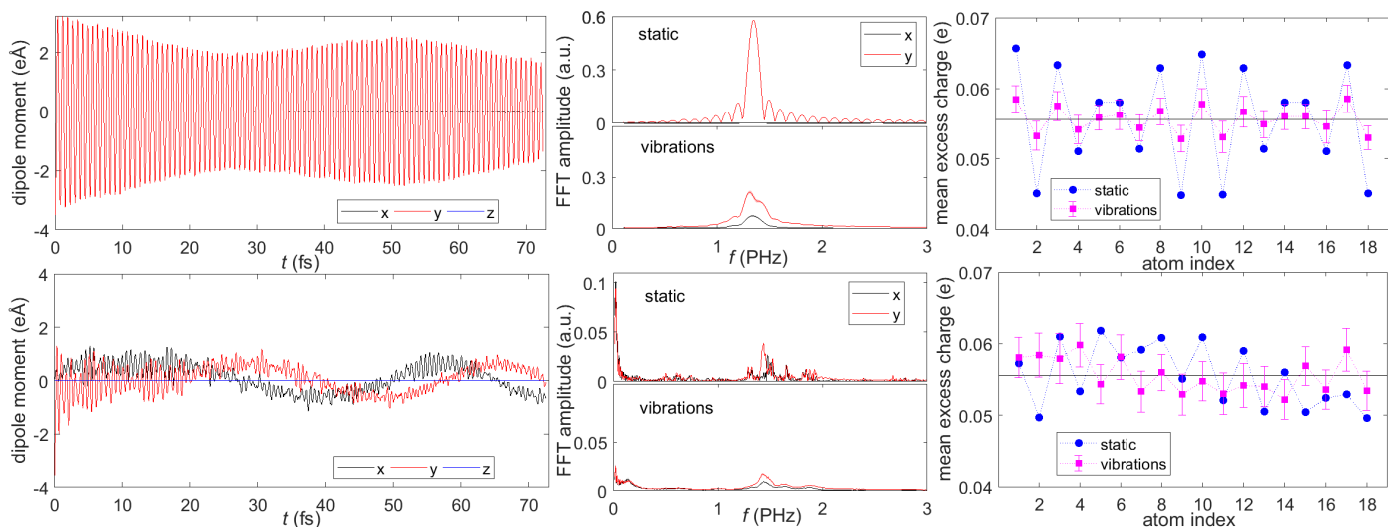 dipole moment (eÅ)
2
0
-2
-4
0 10 20 30 40 50 60 70
t (fs)
x y z
FFT amplitude (a.u.)
0.6
0.3
0
static
x
y
0.6
0.3
0
vibrations
1 2 3
f (PHz)
mean excess charge (e)
0.07
0.06
0.05
0.04
static
vibrations
2 4 6 8 10 12 14 16 18
atom index
dipole moment (eÅ)
4
2
0
-2
-4
0 10 20 30 40 50 60 70
t (fs)
x y z
FFT amplitude (a.u.)
0.1
0.05
0
static
x
y
0.05
0
vibrations
0 1 2 3
f (PHz)
mean excess charge (e)
0.07
0.06
0.05
0.04
static
vibrations
2 4 6 8 10 12 14 16 18
atom index